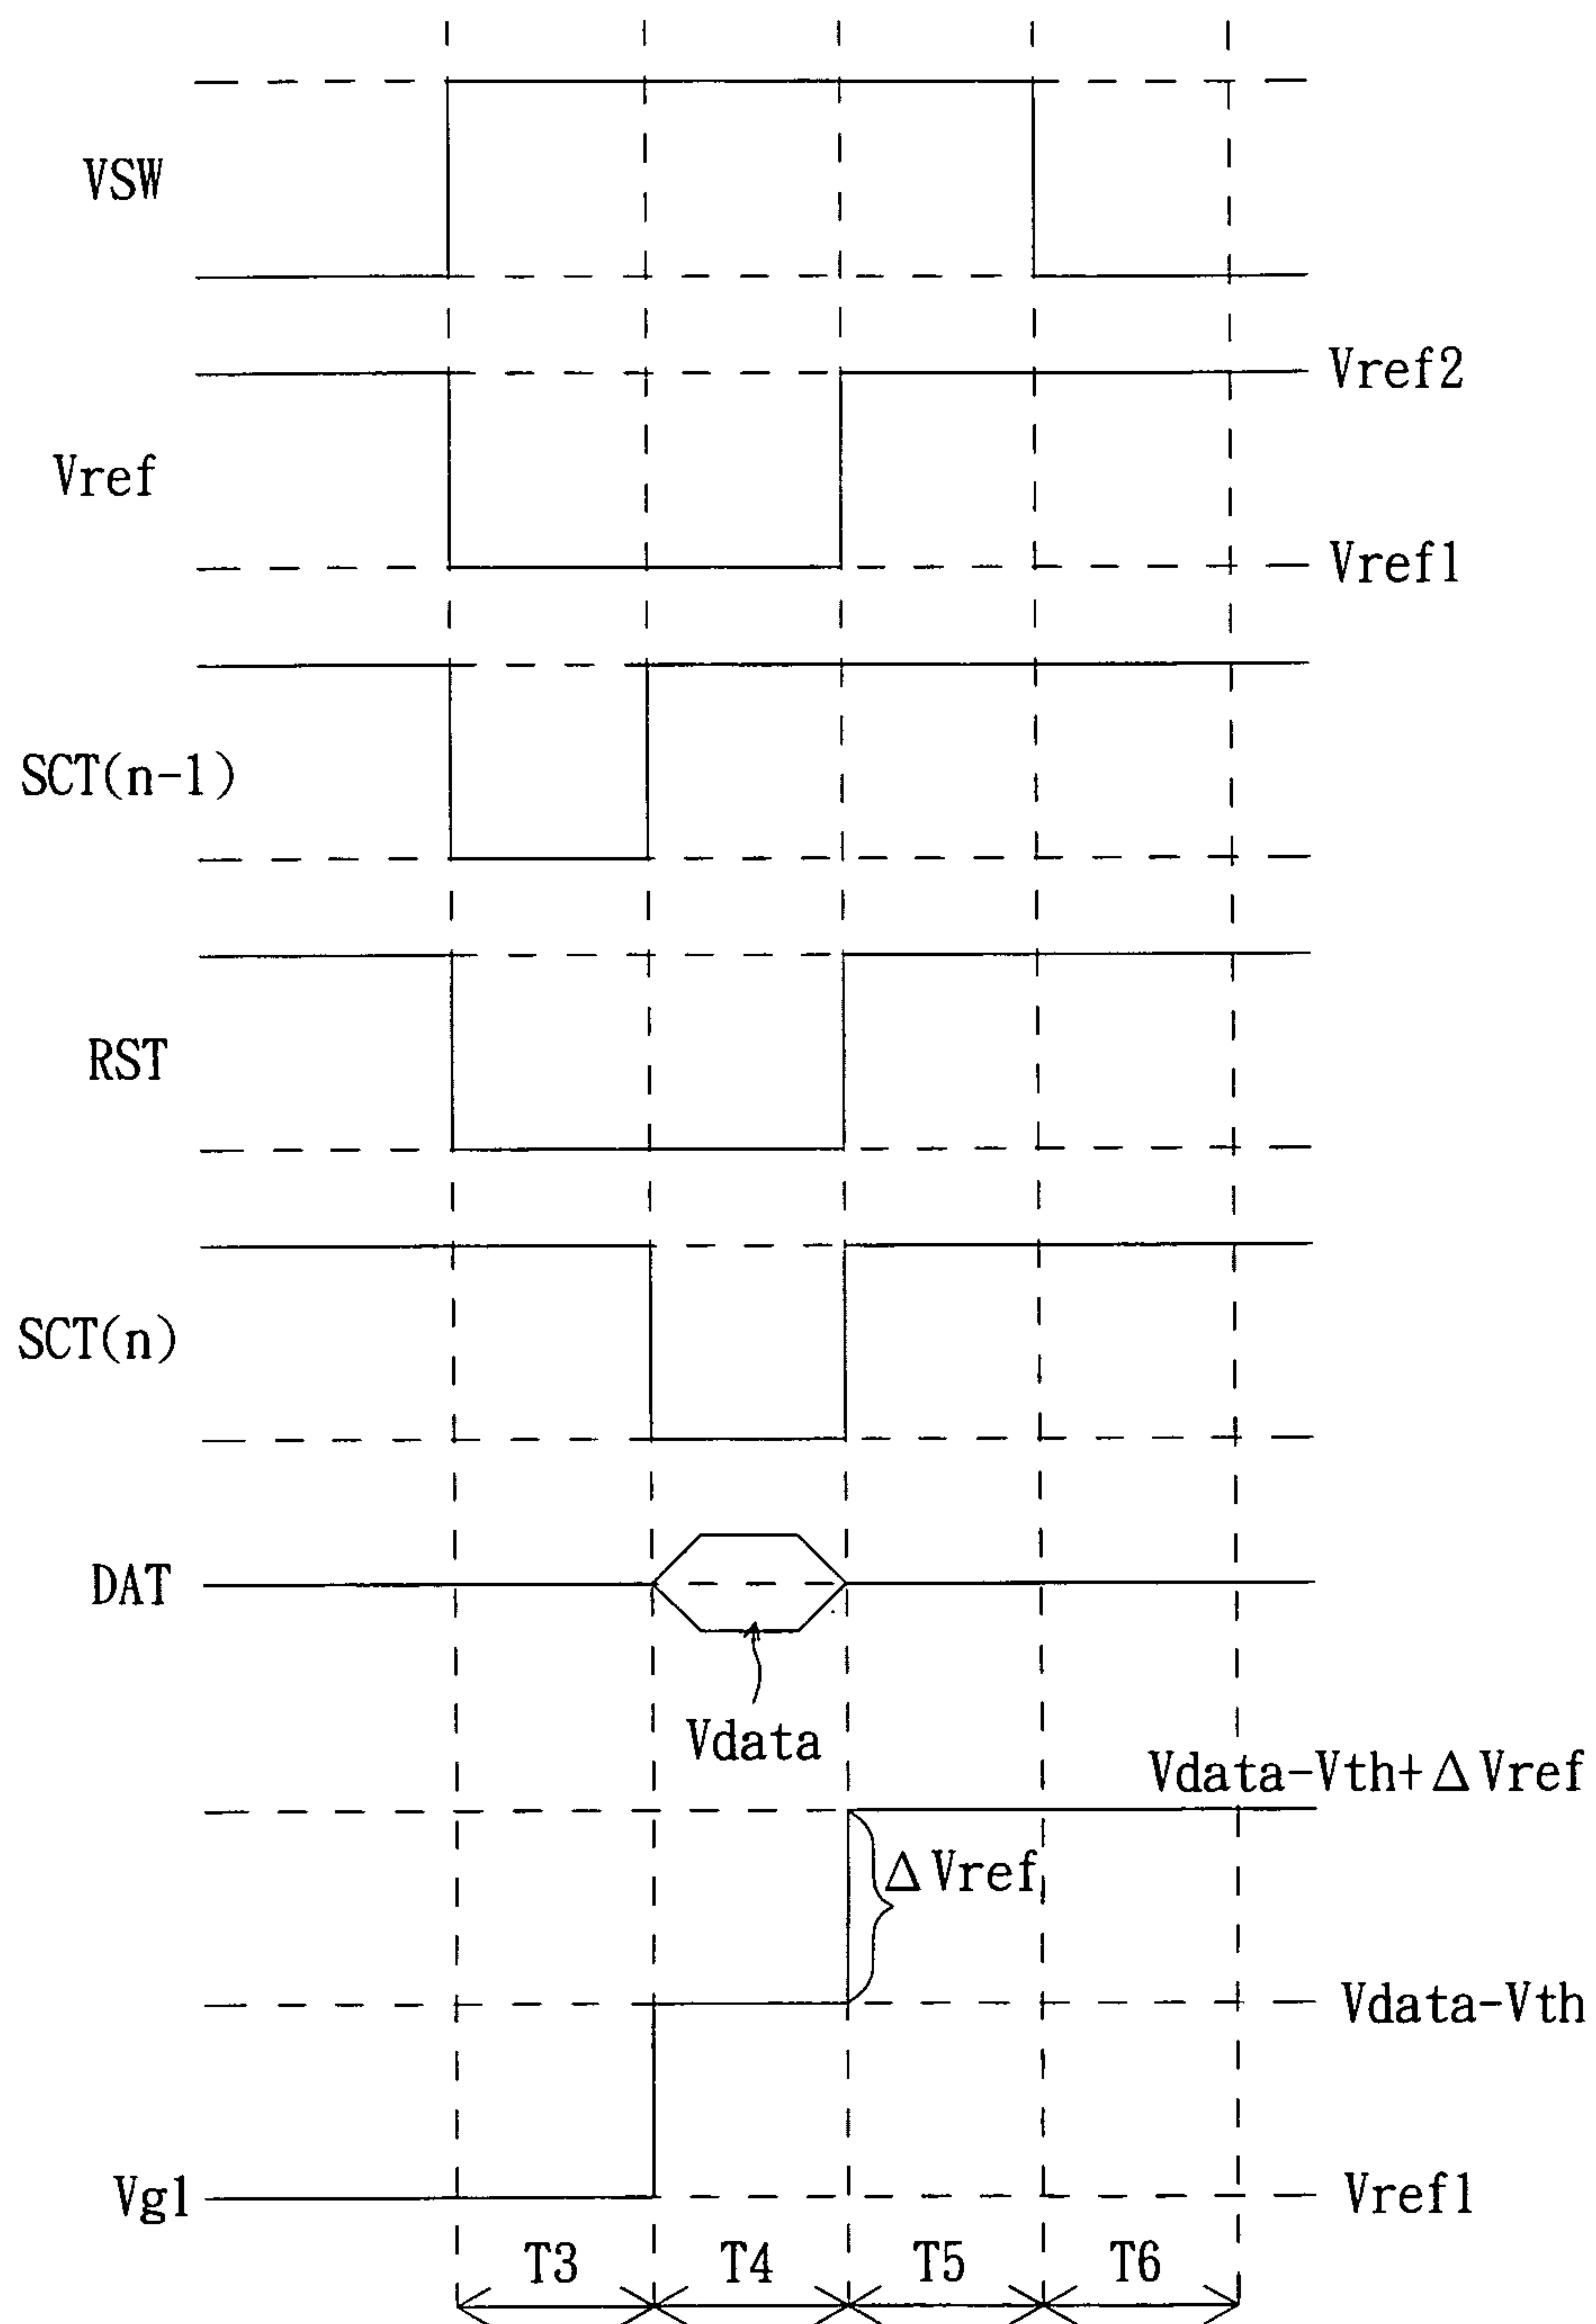 VSW
Vref2
Vref
Vref1
SCT(n-1)
RST
SCT(n)
DAT
Vdata
Vdata-Vth+ΔVref
ΔVref
Vdata-Vth
Vg1
Vref1
T3 T4 T5 T6